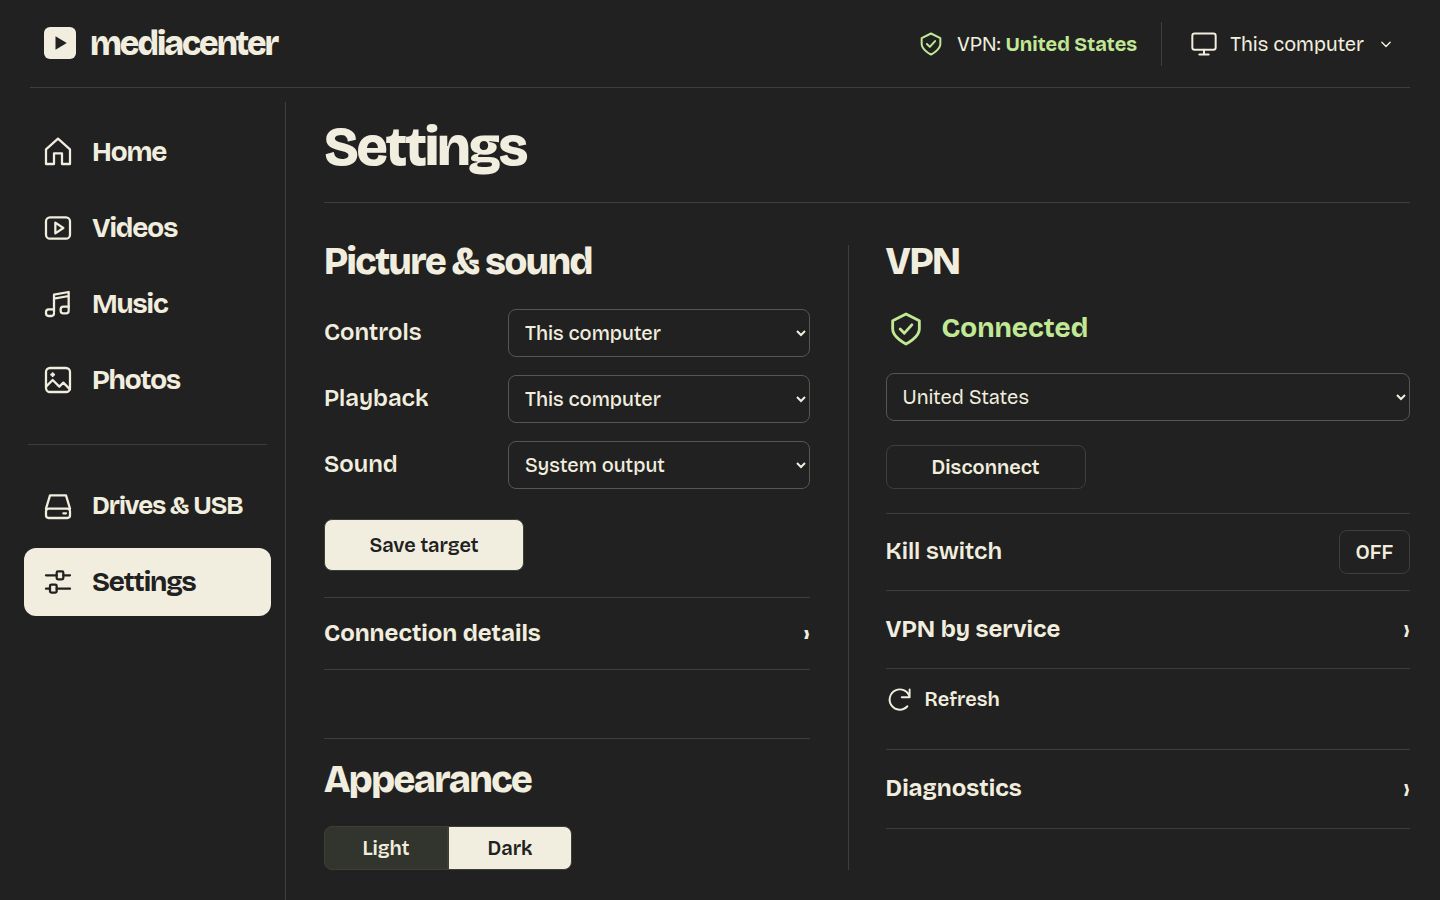 mediacenter
VPN: United States
This computer
Home
Videos
Music
Photos
Drives & USB
Settings
Settings
Picture & sound
Controls
This computer
Playback
This computer
Sound
System output
Save target
Connection details
Appearance
Light
Dark
VPN
Connected
United States
Disconnect
Kill switch
OFF
VPN by service
Refresh
Diagnostics